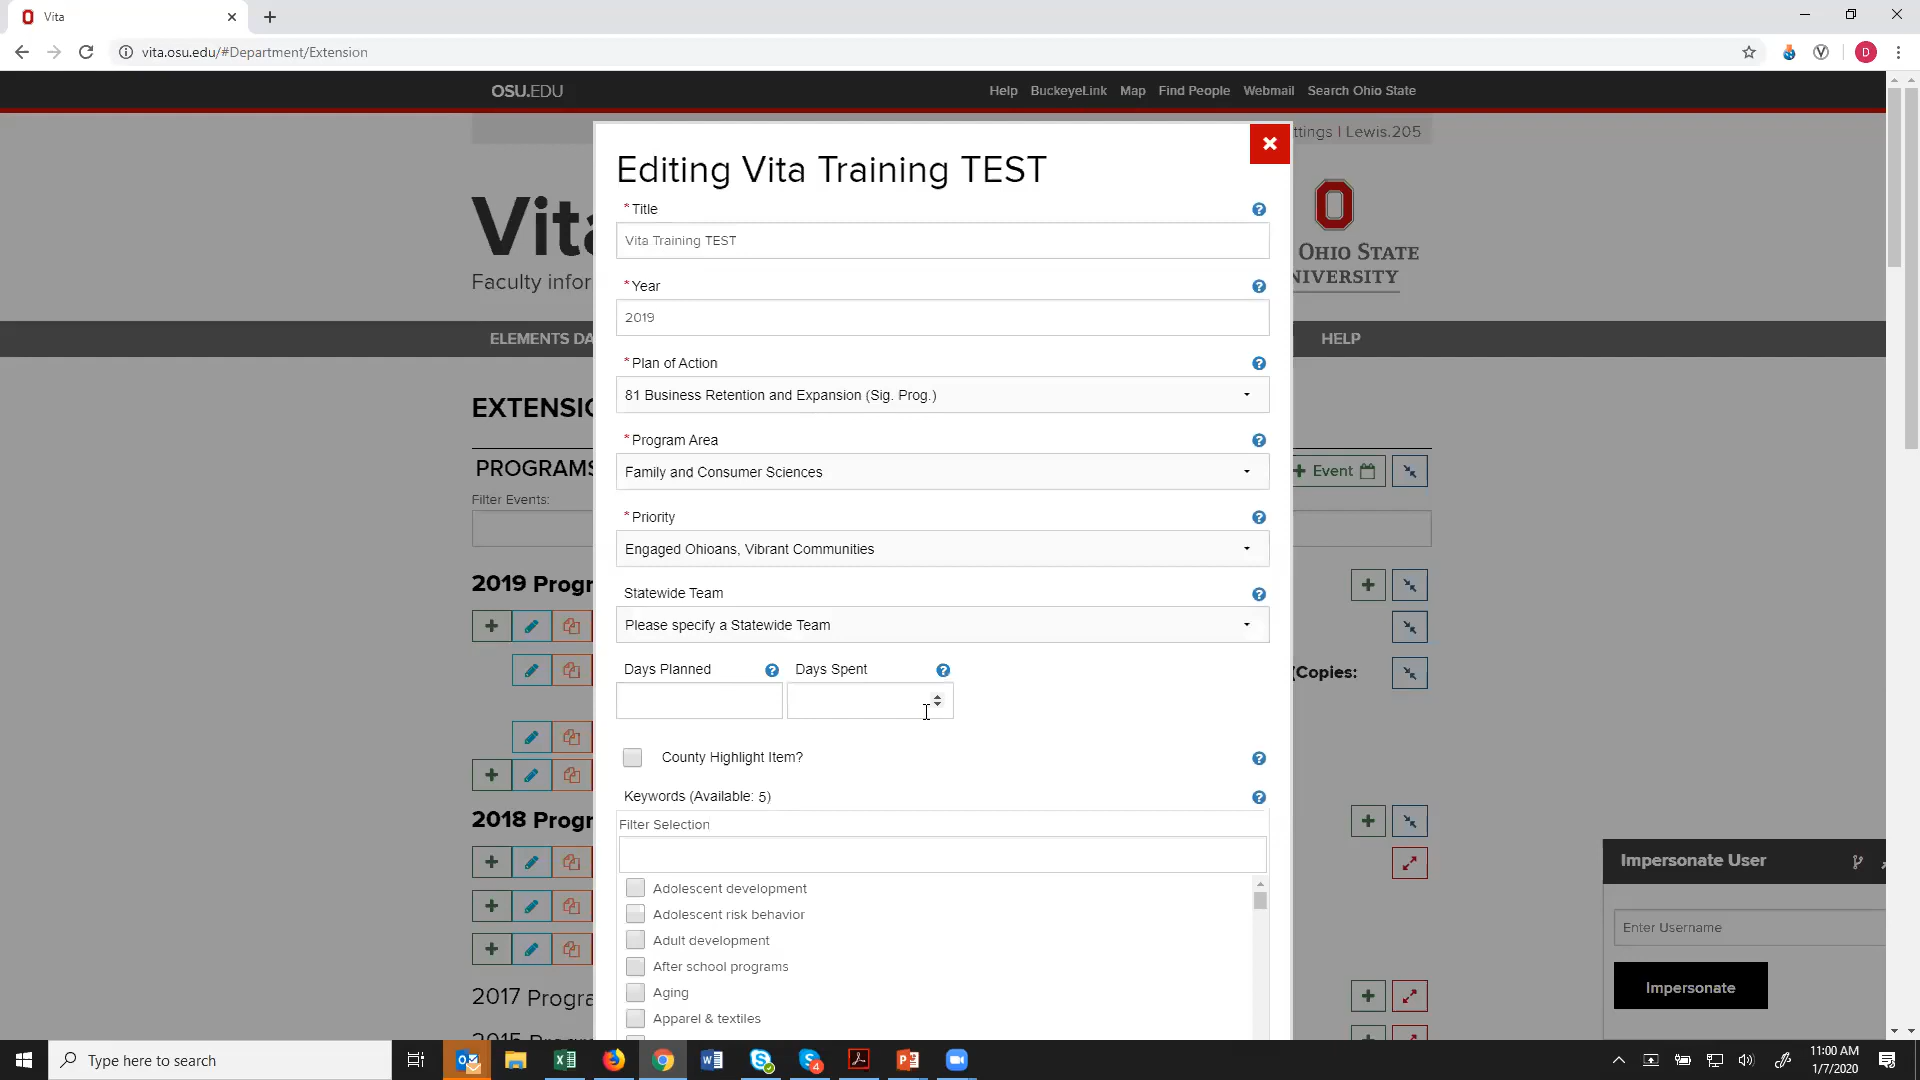 Vita
vita.osu.edu/#Department/Extension
D
OSU.EDU
Help BuckeyeLink Map Find People Webmail Search Ohio State
ttings | Lewis.205
Editing Vita Training TEST
Vita
Faculty infor
OHIO STATE
NIVERSITY
ELEMENTS DA
HELP
* Title
Vita Training TEST
* Year
2019
* Plan of Action
81 Business Retention and Expansion (Sig. Prog.)
EXTENSIO
* Program Area
Family and Consumer Sciences
PROGRAMS
Event
Filter Events:
* Priority
Engaged Ohioans, Vibrant Communities
2019 Progr
Statewide Team
Please specify a Statewide Team
Days Planned
Days Spent
(Copies:
County Highlight Item?
Keywords (Available: 5)
Filter Selection
2018 Progr
Adolescent development
Adolescent risk behavior
Adult development
After school programs
Aging
Apparel & textiles
2017 Progra
2015 Progra
Impersonate User
Enter Username
Impersonate
Type here to search
4
11:00 AM
1/7/2020